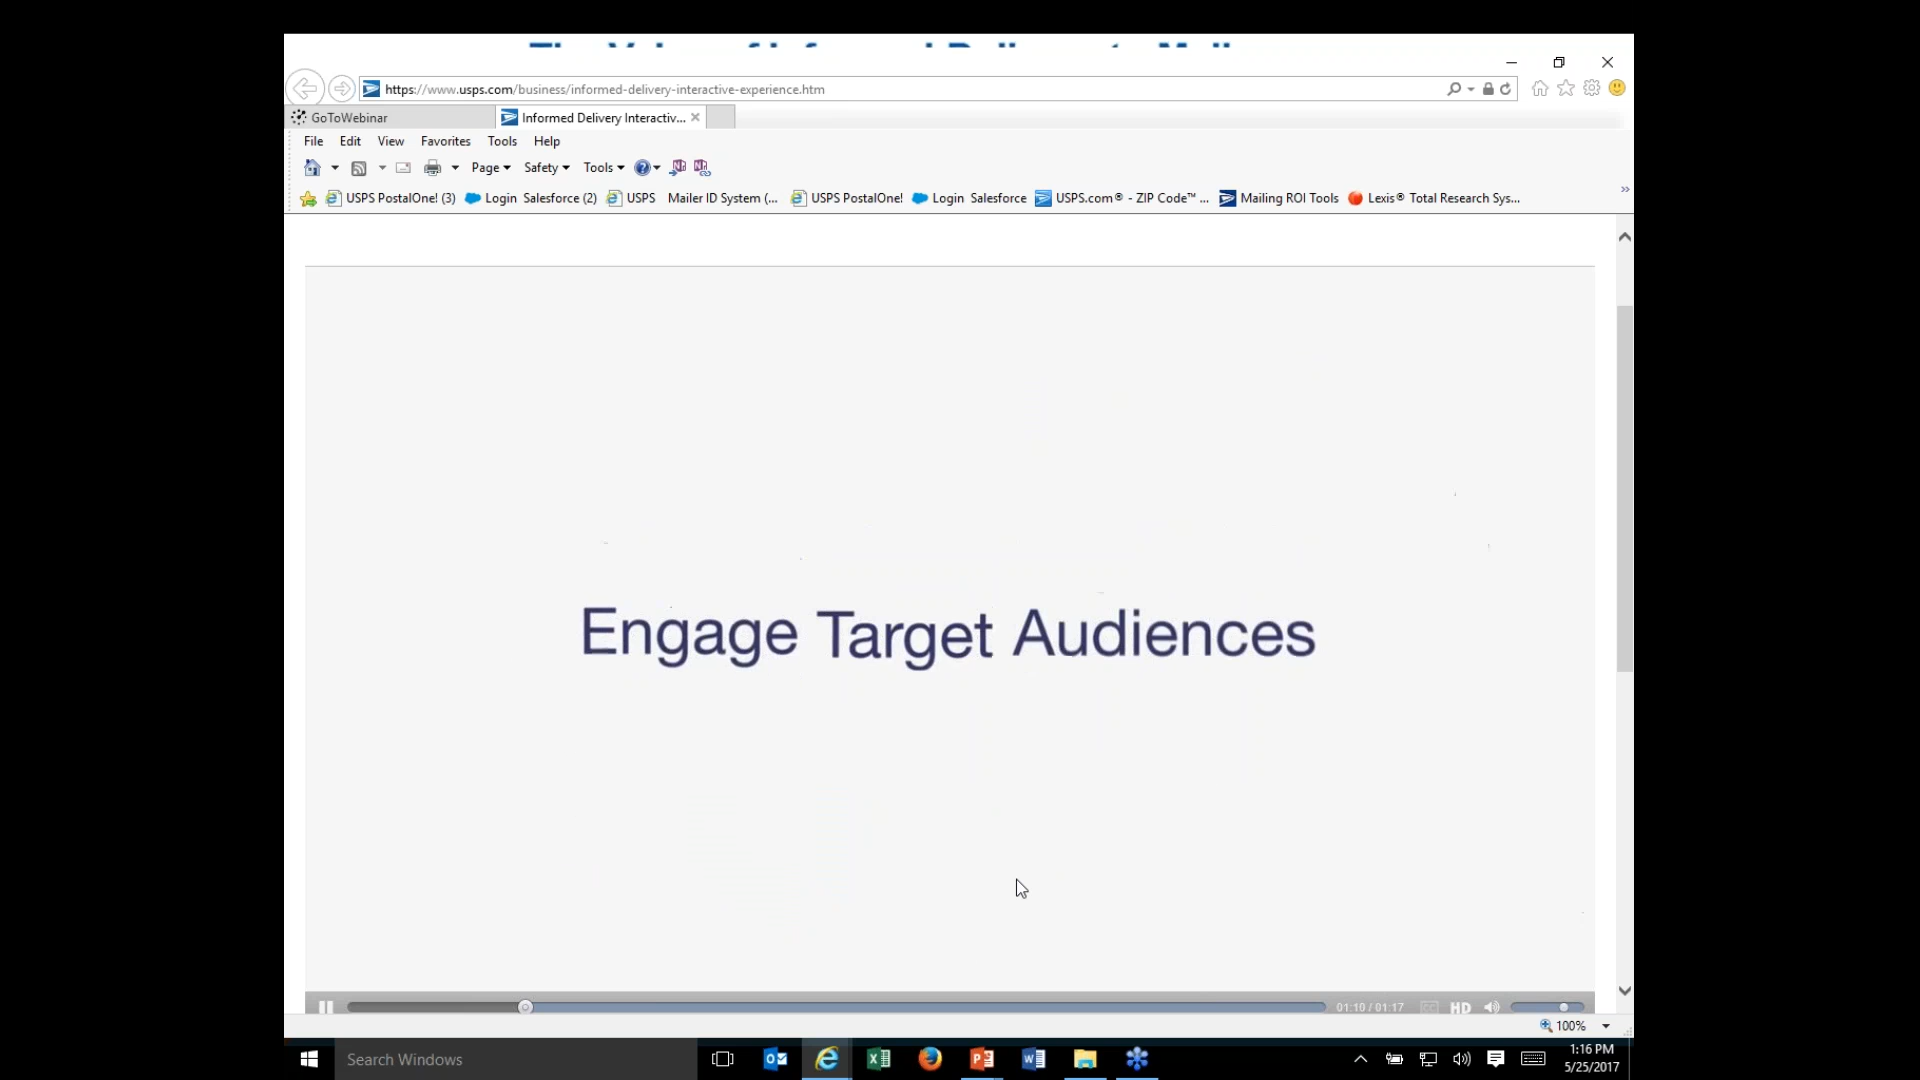 https://www.usps.com/business/informed-delivery-interactive-experience.htm
GoToWebinar
Informed Delivery Interactiv...
File Edit View Favorites Tools Help
Page Safety Tools
USPS PostalOne! (3) Login Salesforce (2) USPS Mailer ID System (... USPS PostalOne! Login Salesforce USPS.com® - ZIP Code™ ... Mailing ROI Tools Lexis® Total Research Sys...
Engage Target Audiences
01:10 / 01:17 CC HD
100%
Search Windows
1:16 PM
5/25/2017